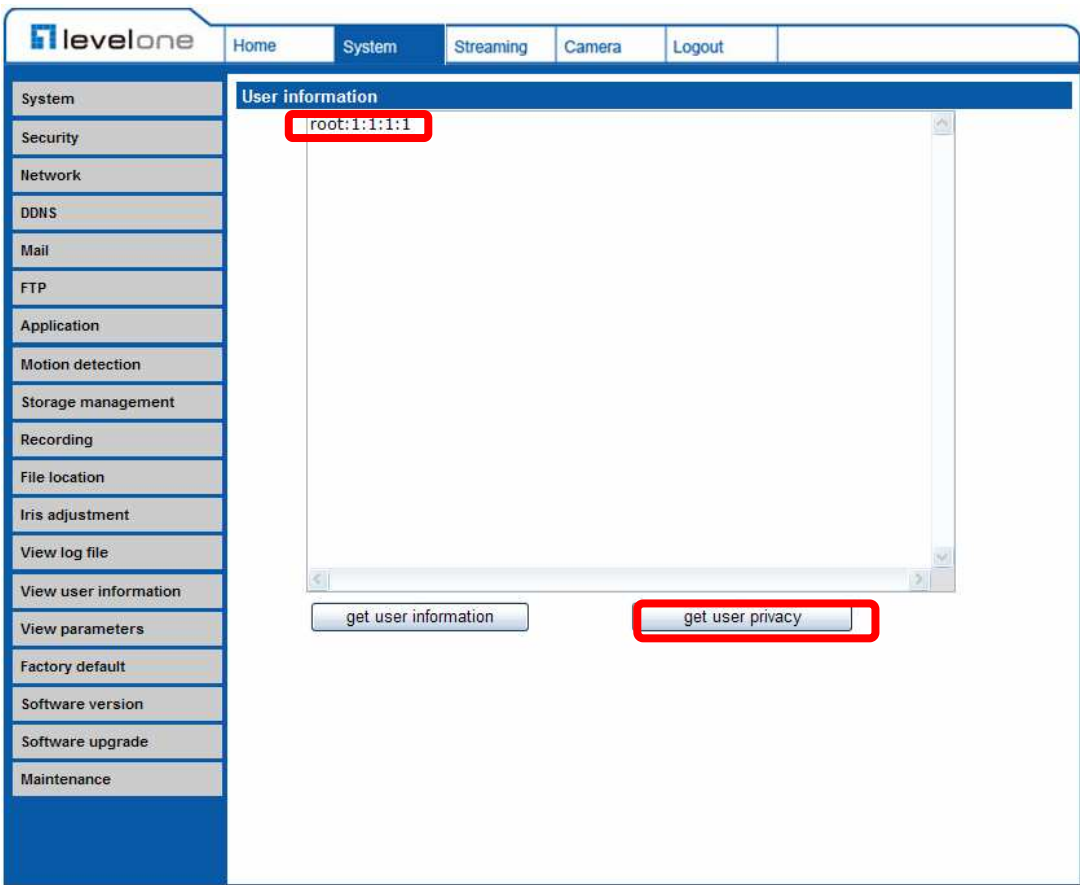 levelone
Home System Streaming Camera Logout
System
Security
Network
DDNS
Mail
FTP
Application
Motion detection
Storage management
Recording
File location
Iris adjustment
View log file
View user information
View parameters
Factory default
Software version
Software upgrade
Maintenance
User information
root:1:1:1:1
get user information get user privacy